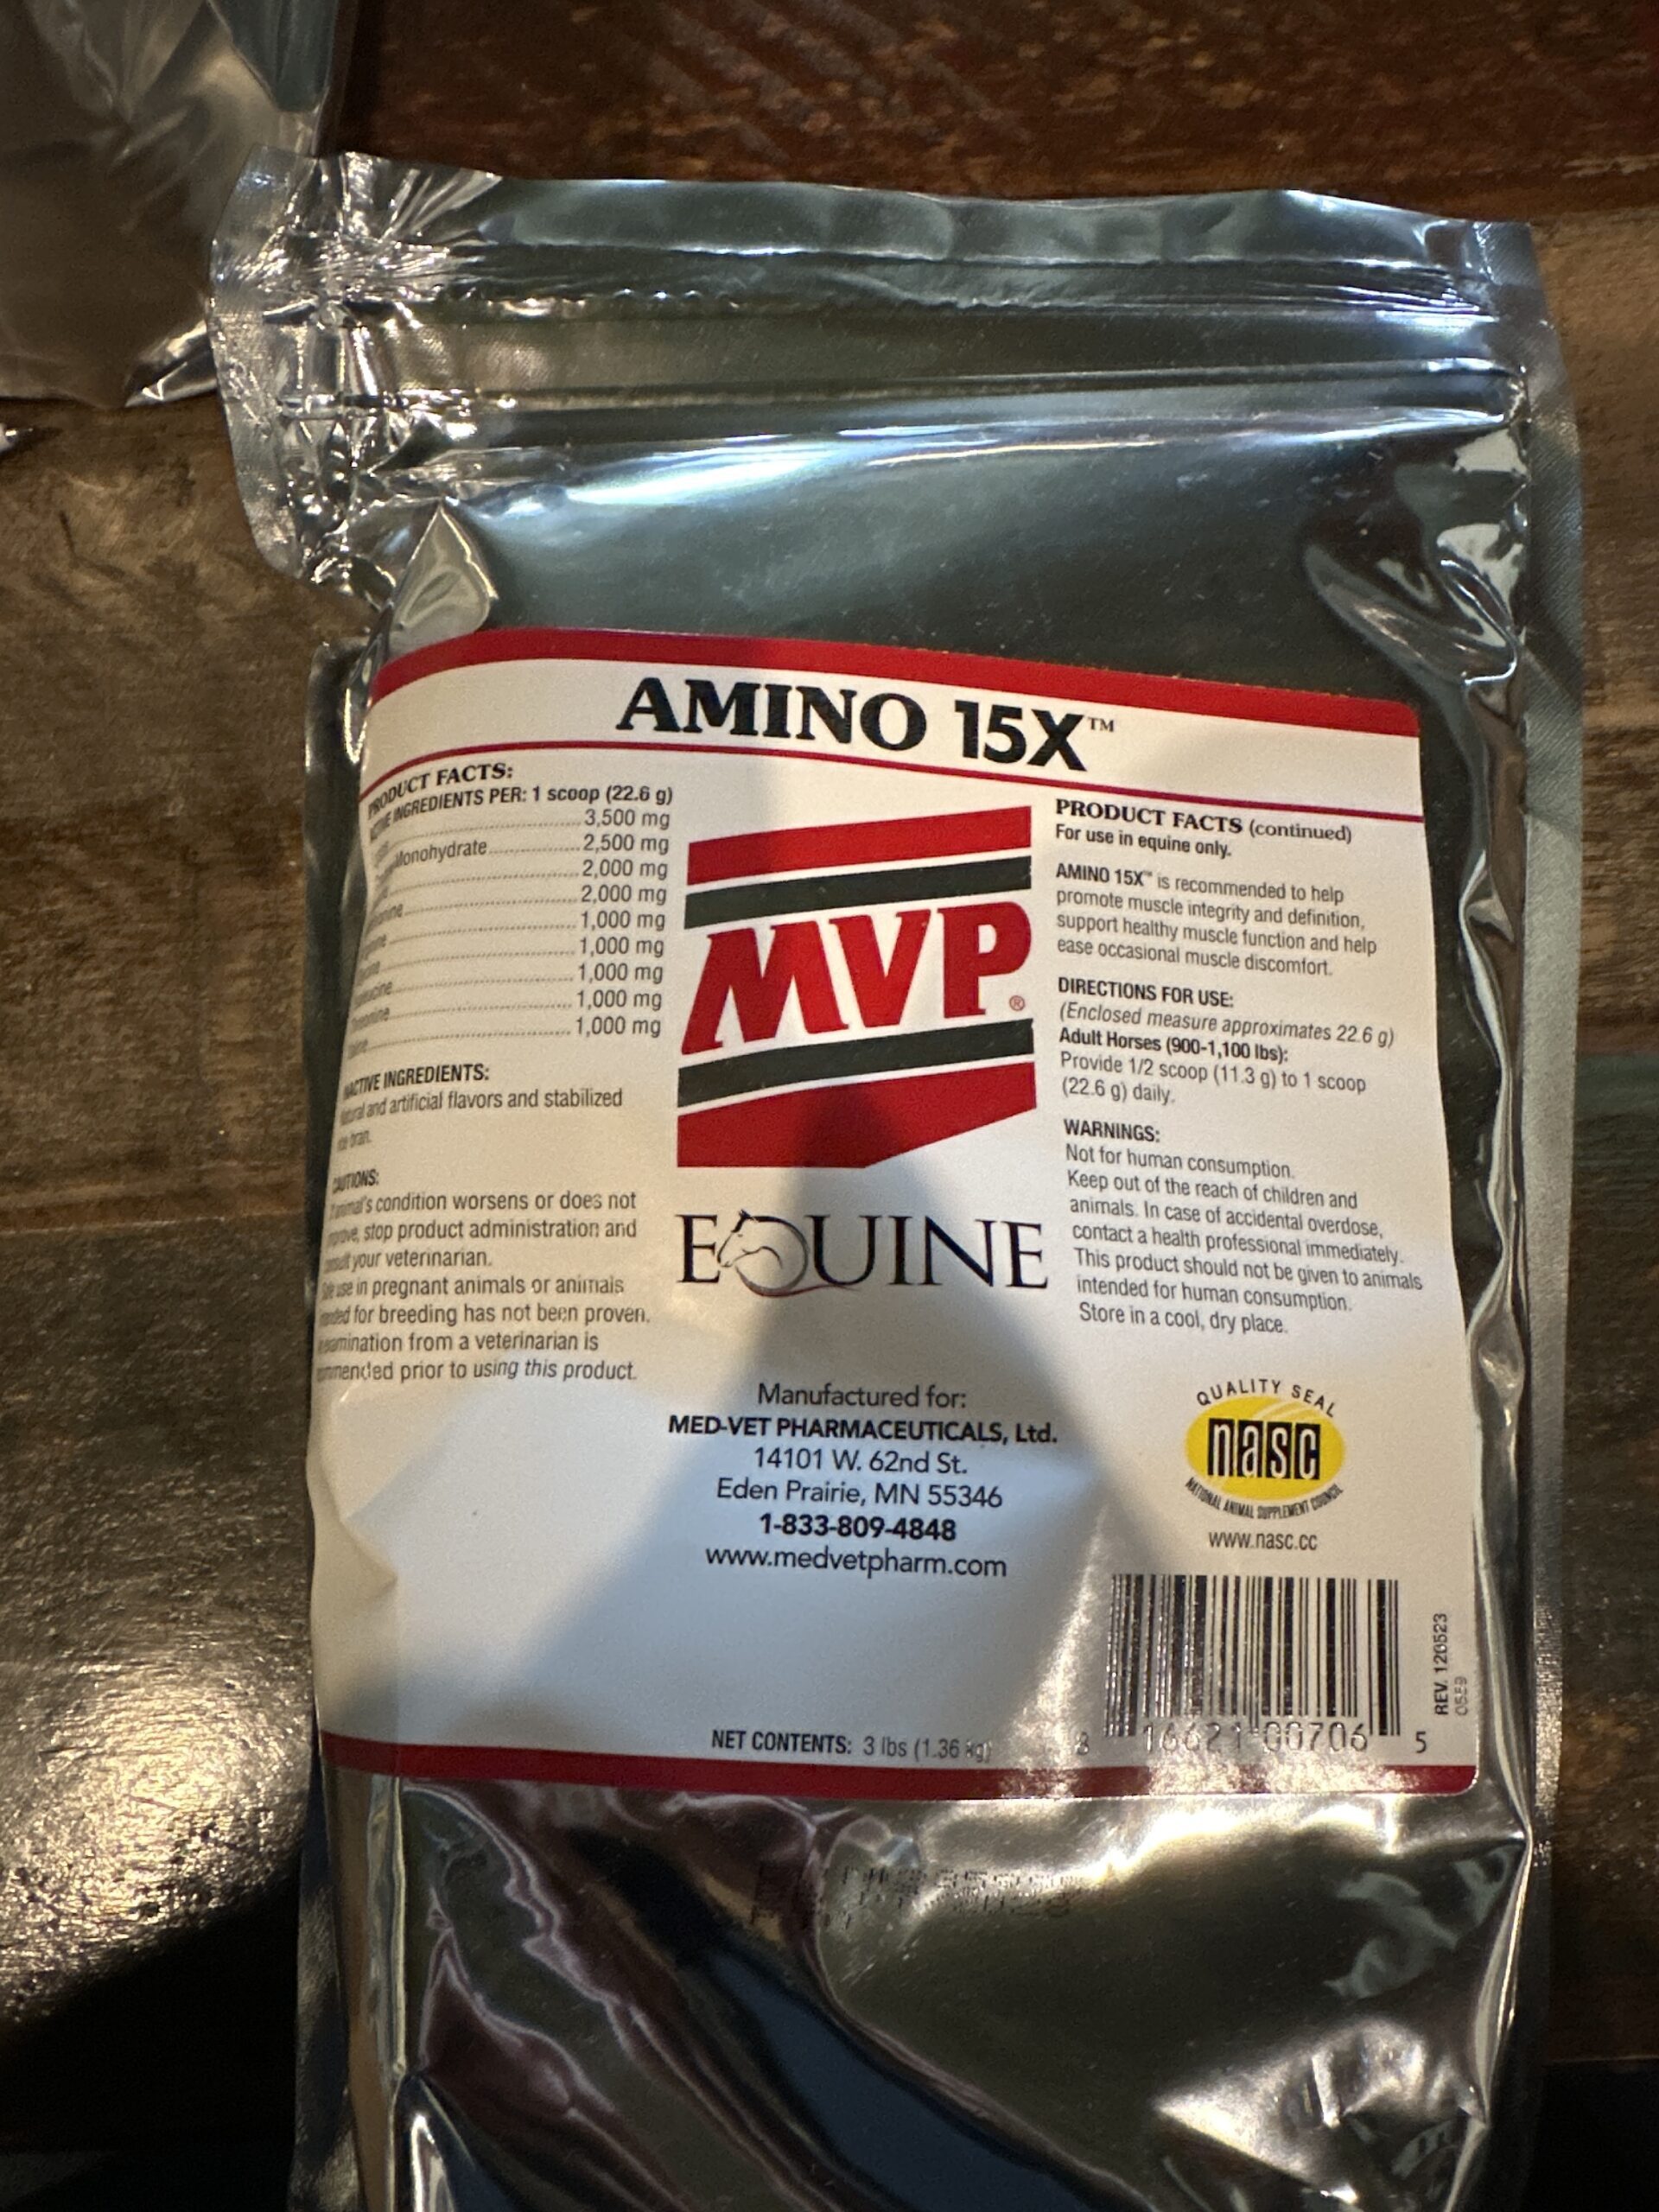 AMINO 15X™
PRODUCT FACTS:
INGREDIENTS PER: 1 scoop (22.6 g)
3,500 mg
Monohydrate 2,500 mg
2,000 mg
2,000 mg
1,000 mg
1,000 mg
1,000 mg
1,000 mg
1,000 mg
INGREDIENTS:
and artificial flavors and stabilized
bran.
condition worsens or does not
stop product administration and
your veterinarian.
use in pregnant animals or animals
for breeding has not been proven.
from a veterinarian is
prior to using this product.
MVP®
EQUINE
Manufactured for:
MED-VET PHARMACEUTICALS, Ltd.
14101 W. 62nd St.
Eden Prairie, MN 55346
1-833-809-4848
www.medvetpharm.com
NET CONTENTS: 3 lbs (1.36 kg)
PRODUCT FACTS (continued)
For use in equine only.
AMINO 15X™ is recommended to help
promote muscle integrity and definition,
support healthy muscle function and help
ease occasional muscle discomfort.
DIRECTIONS FOR USE:
(Enclosed measure approximates 22.6 g)
Adult Horses (900-1,100 lbs):
Provide 1/2 scoop (11.3 g) to 1 scoop
(22.6 g) daily.
WARNINGS:
Not for human consumption.
Keep out of the reach of children and
animals. In case of accidental overdose,
contact a health professional immediately.
This product should not be given to animals
intended for human consumption.
Store in a cool, dry place.
QUALITY SEAL
nasc
NATIONAL ANIMAL SUPPLEMENT COUNCIL
www.nasc.cc
REV. 120523
16621 00706 5